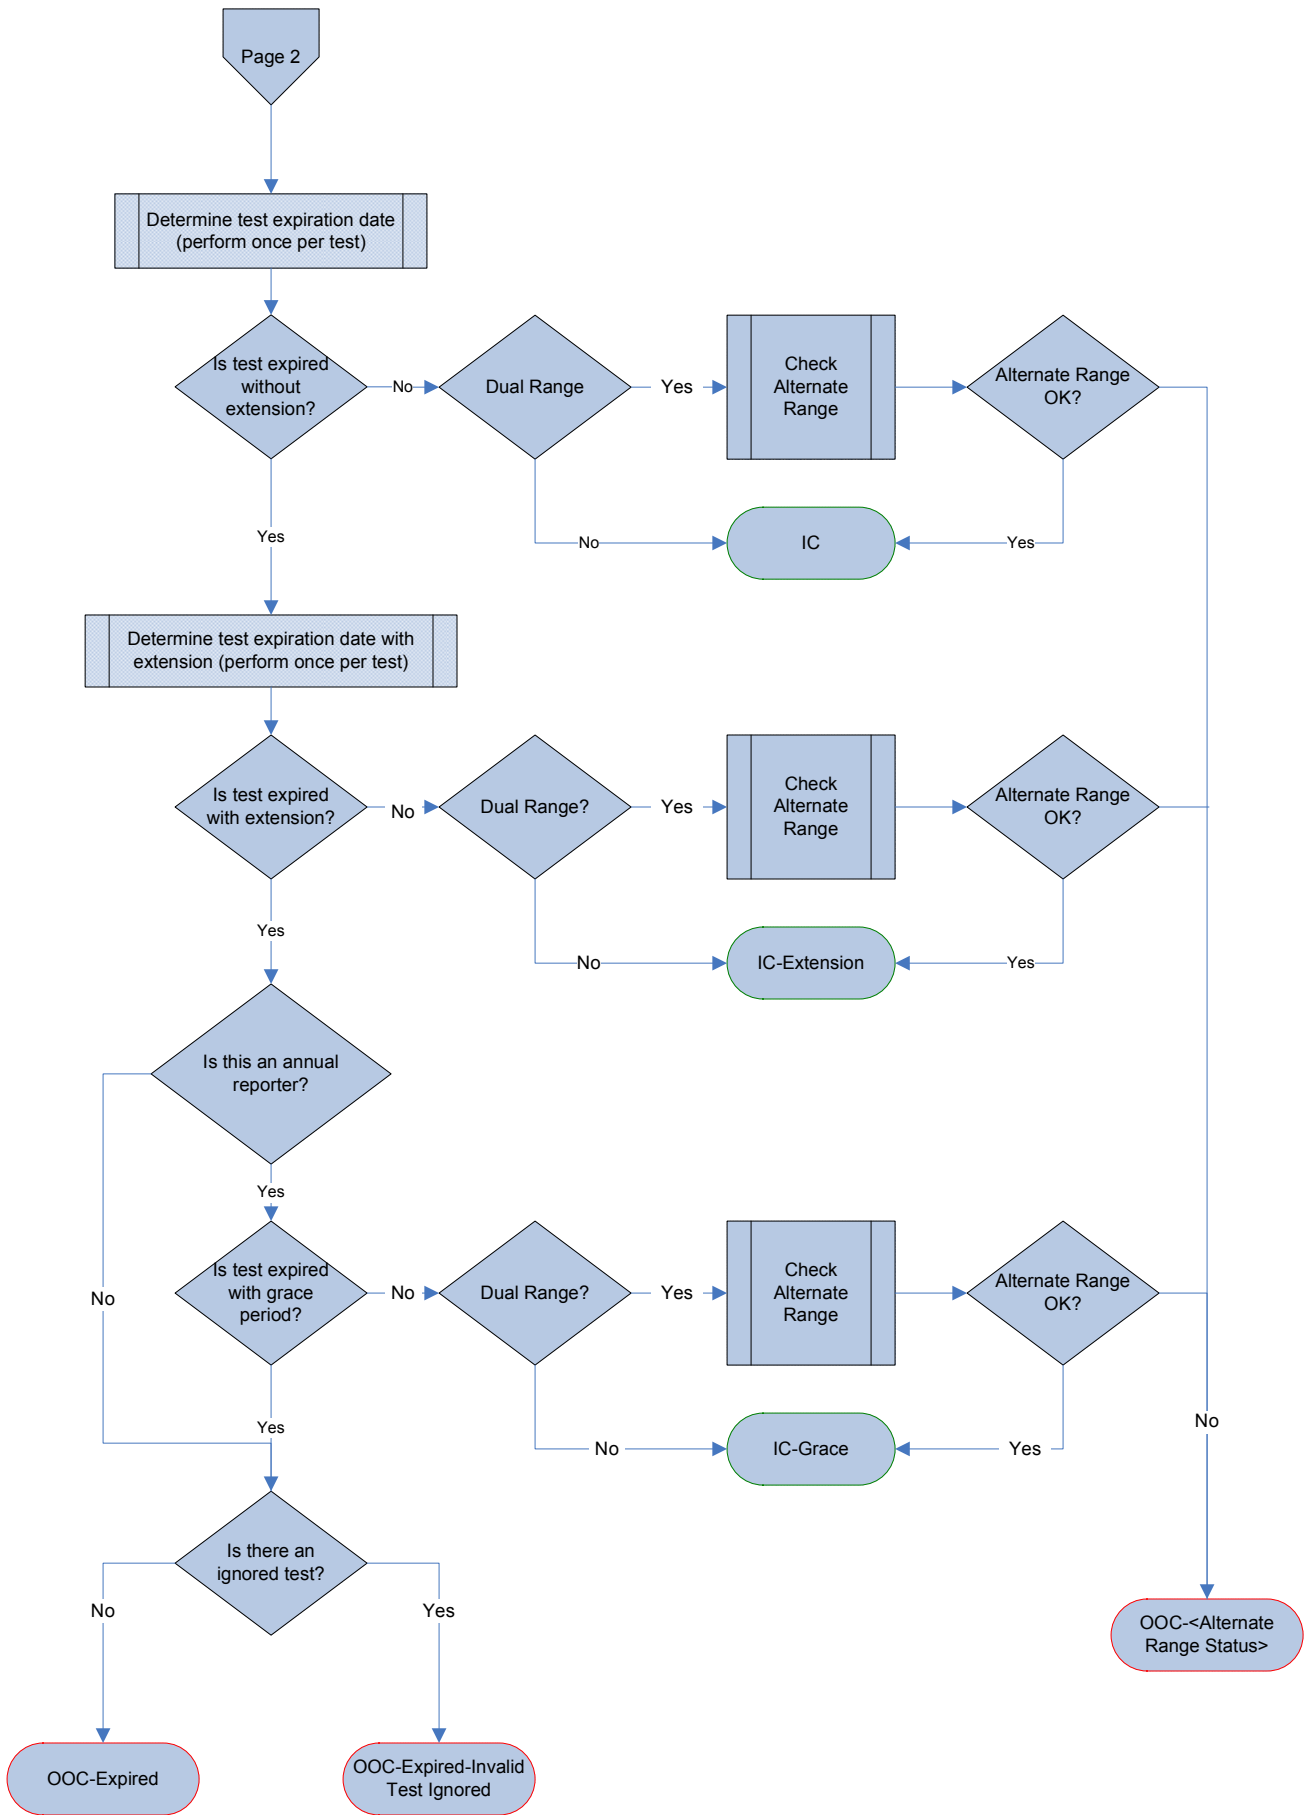 Page 2
Determine test expiration date
(perform once per test)
Is test expired
without
extension?
No
Dual Range
Yes
Check
Alternate
Range
Alternate Range
OK?
Yes
No
IC
Yes
Determine test expiration date with
extension (perform once per test)
Is test expired
with extension?
No
Dual Range?
Yes
Check
Alternate
Range
Alternate Range
OK?
Yes
No
IC-Extension
Yes
Is this an annual
reporter?
Yes
No
Is test expired
with grace
period?
No
Dual Range?
Yes
Check
Alternate
Range
Alternate Range
OK?
Yes
No
IC-Grace
Yes
No
Is there an
ignored test?
No
Yes
OOC-<Alternate
Range Status>
OOC-Expired
OOC-Expired-Invalid
Test Ignored